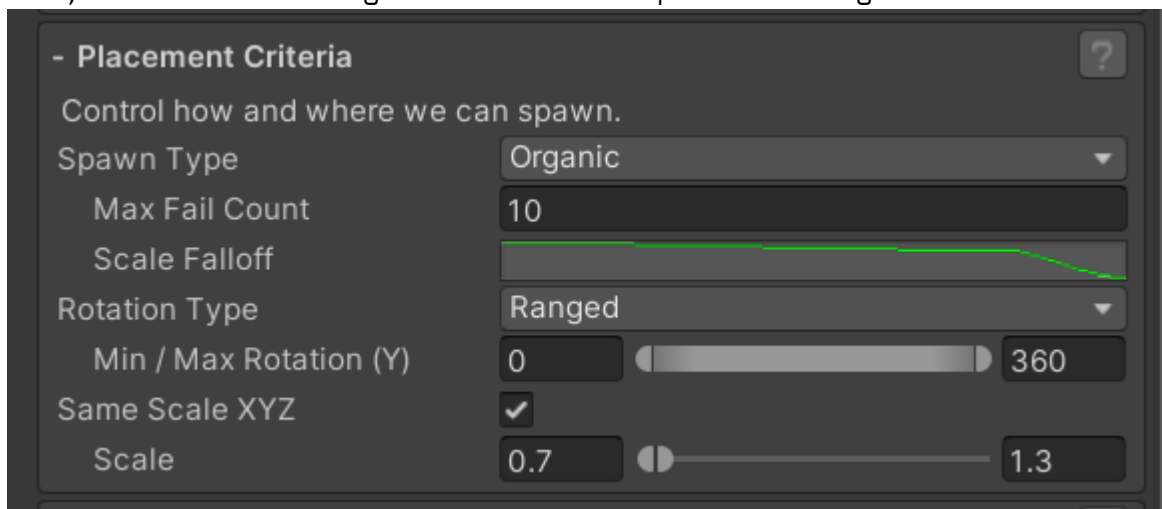 - Placement Criteria
?
Control how and where we can spawn.
Spawn Type Organic
Max Fail Count 10
Scale Falloff
Rotation Type Ranged
Min / Max Rotation (Y) 0 360
Same Scale XYZ
Scale 0.7 1.3